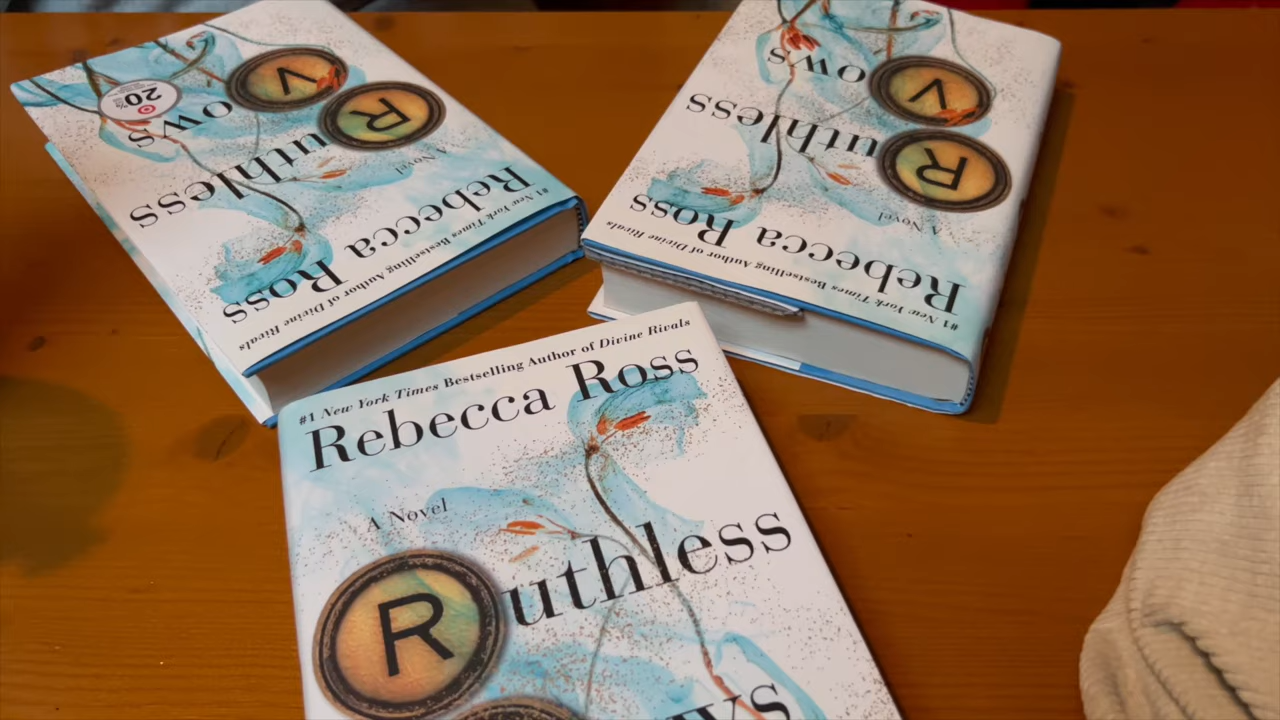 #1 New York Times Bestselling Author of Divine Rivals
Rebecca Ross
A Novel
Ruthless
ows
#1 New York Times Bestselling Author of Divine Rivals
Rebecca Ross
A Novel
Ruthless
Vows
20%
#1 New York Times Bestselling Author of Divine Rivals
Rebecca Ross
A Novel
Ruthless
Vows